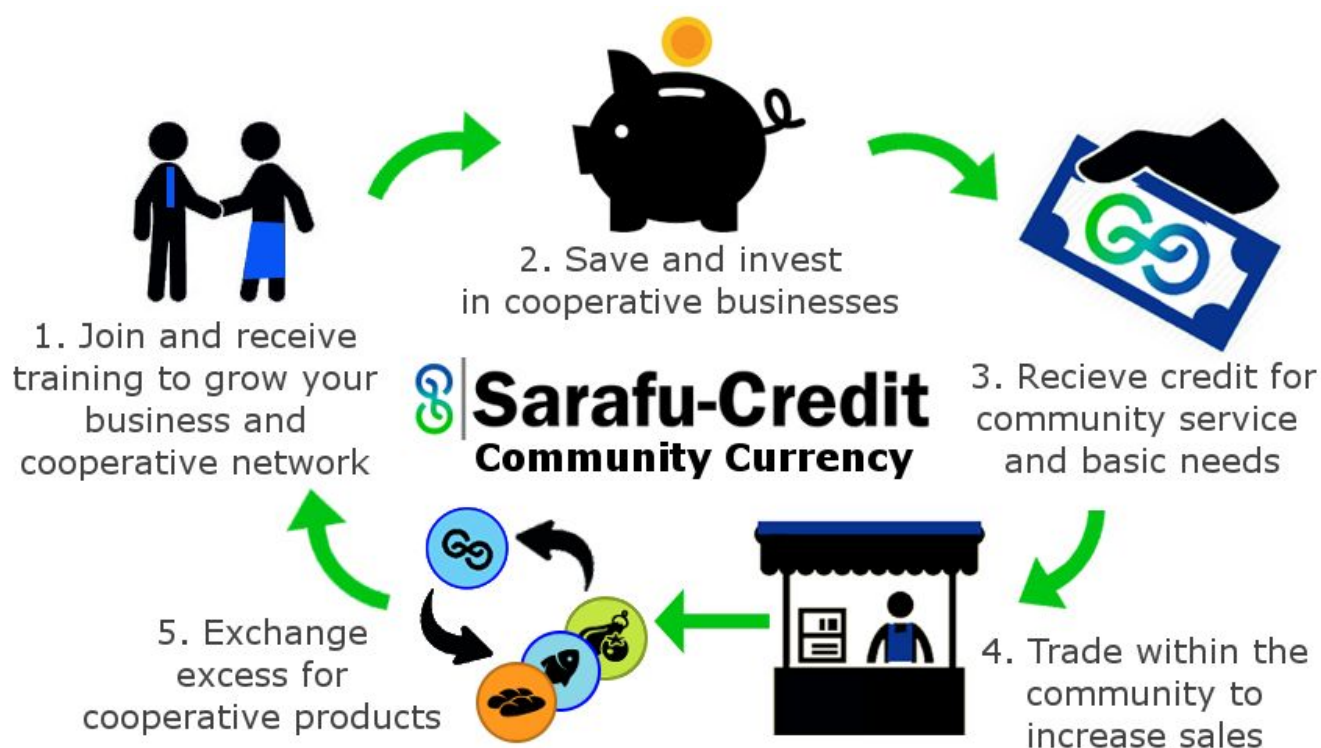 1. Join and receive
training to grow your
business and
cooperative network
2. Save and invest
in cooperative businesses
3. Recieve credit for
community service
and basic needs
Sarafu-Credit
Community Currency
4. Trade within the
community to
increase sales
5. Exchange
excess for
cooperative products